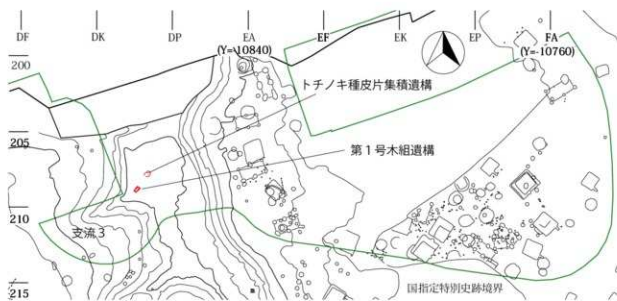 DF DK DP EA EF EK EP FA
(Y=-10840) (Y=-10760)
200
トチノキ種皮片集積遺構
205
第1号木組遺構
210
支流3
国指定特別史跡境界
215